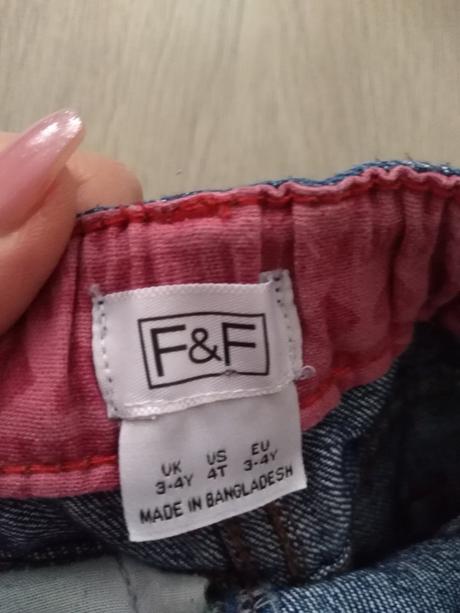 F&F
UK US EU
3-4Y 4T 3-4Y
MADE IN BANGLADESH